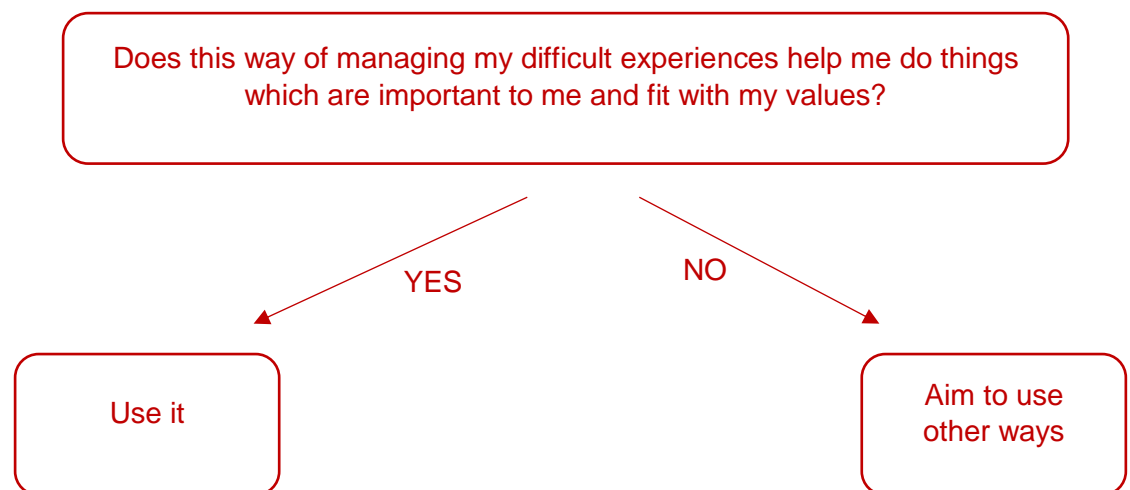 Does this way of managing my difficult experiences help me do things
which are important to me and fit with my values?
YES
NO
Use it
Aim to use
other ways